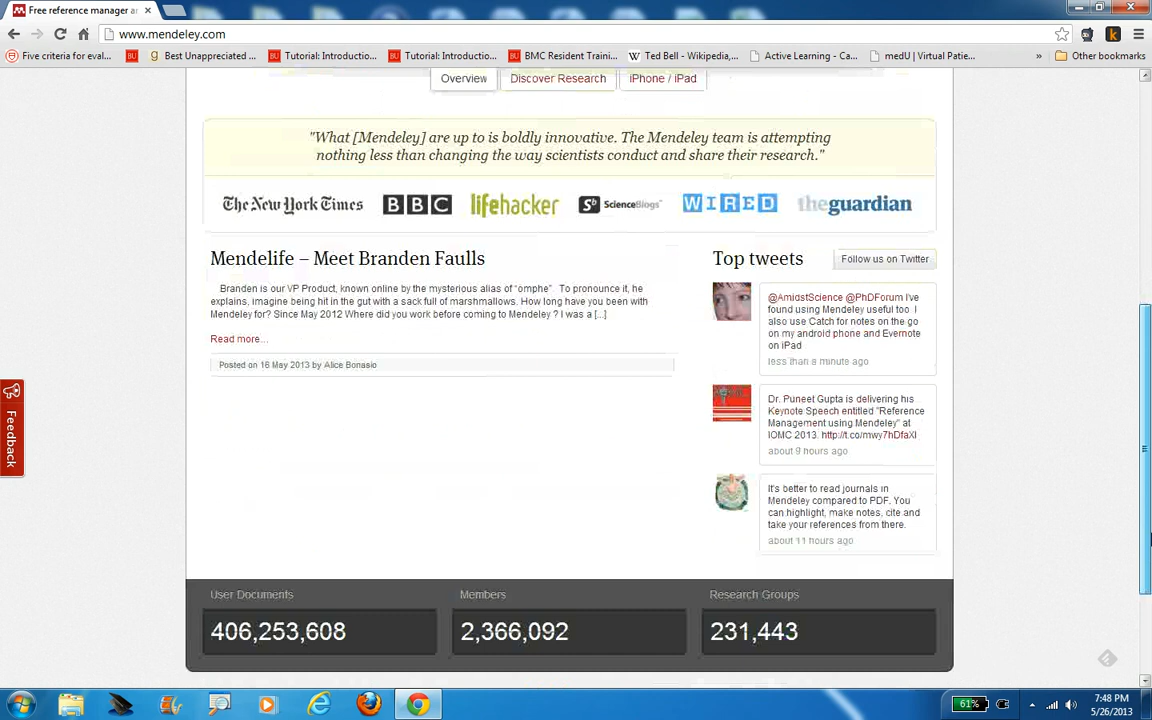 Free reference manager a
www.mendeley.com
Five criteria for eval...
Best Unappreciated ...
Tutorial: Introductio...
Tutorial: Introductio...
BMC Resident Traini...
Ted Bell - Wikipedia,...
Active Learning - Ca...
medU | Virtual Patie...
»
Other bookmarks
Overview
Discover Research
iPhone / iPad
"What [Mendeley] are up to is boldly innovative. The Mendeley team is attempting
nothing less than changing the way scientists conduct and share their research."
The New York Times
BBC
lifehacker
Sb ScienceBlogs
WIRED
theguardian
Mendelife – Meet Branden Faulls
Branden is our VP Product, known online by the mysterious alias of "omphe". To pronounce it, he
explains, imagine being hit in the gut with a sack full of marshmallows. How long have you been with
Mendeley for? Since May 2012 Where did you work before coming to Mendeley ? I was a [...]
Read more...
Posted on 16 May 2013 by Alice Bonasio
Top tweets
Follow us on Twitter
@AmidstScience @PhDForum I've
found using Mendeley useful too. I
also use Catch for notes on the go
on my android phone and Evernote
on iPad
less than a minute ago
Dr. Puneet Gupta is delivering his
Keynote Speech entitled "Reference
Management using Mendeley" at
IOMC 2013. http://t.co/mwy7hDfaXl
about 9 hours ago
It's better to read journals in
Mendeley compared to PDF. You
can highlight, make notes, cite and
take your references from there.
about 11 hours ago
Feedback
User Documents
406,253,608
Members
2,366,092
Research Groups
231,443
61%
7:48 PM
5/26/2013